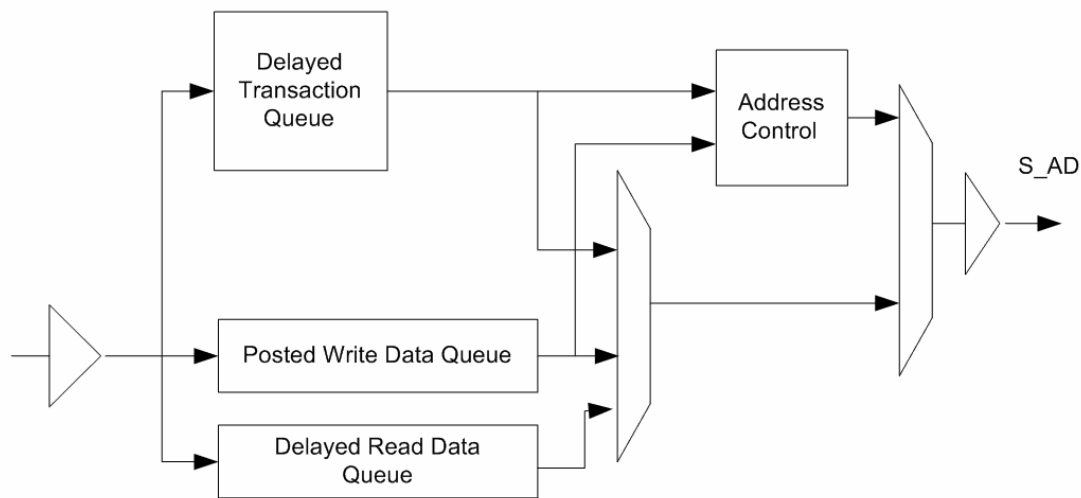 Delayed
Transaction
Queue
Address
Control
S_AD
Posted Write Data Queue
Delayed Read Data
Queue